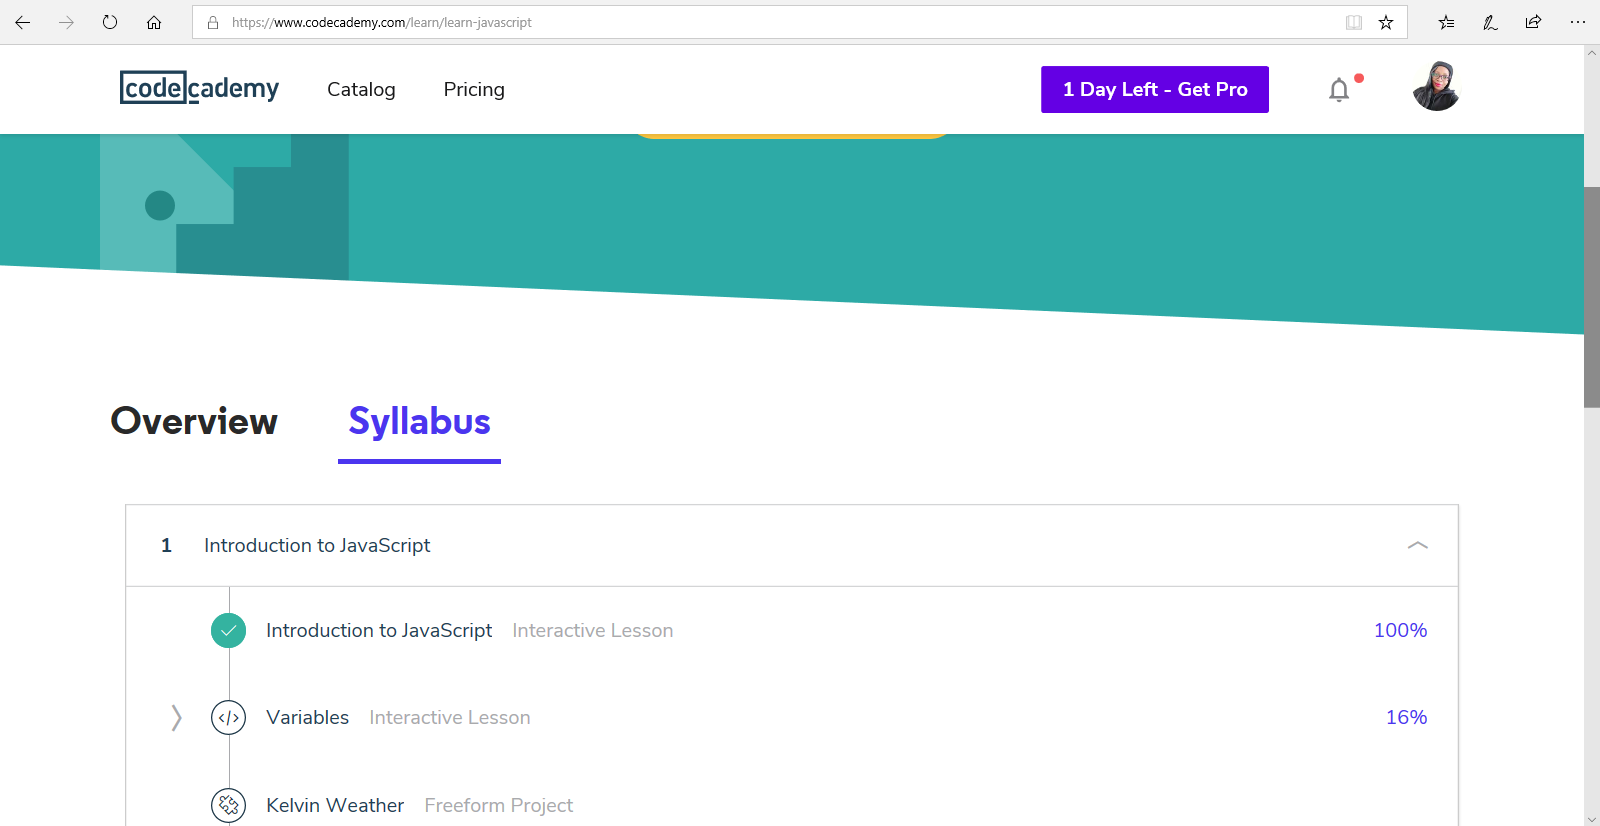 https://www.codecademy.com/learn/learn-javascript
codecademy Catalog Pricing 1 Day Left - Get Pro
Overview Syllabus
1 Introduction to JavaScript
Introduction to JavaScript Interactive Lesson 100%
</> Variables Interactive Lesson 16%
Kelvin Weather Freeform Project